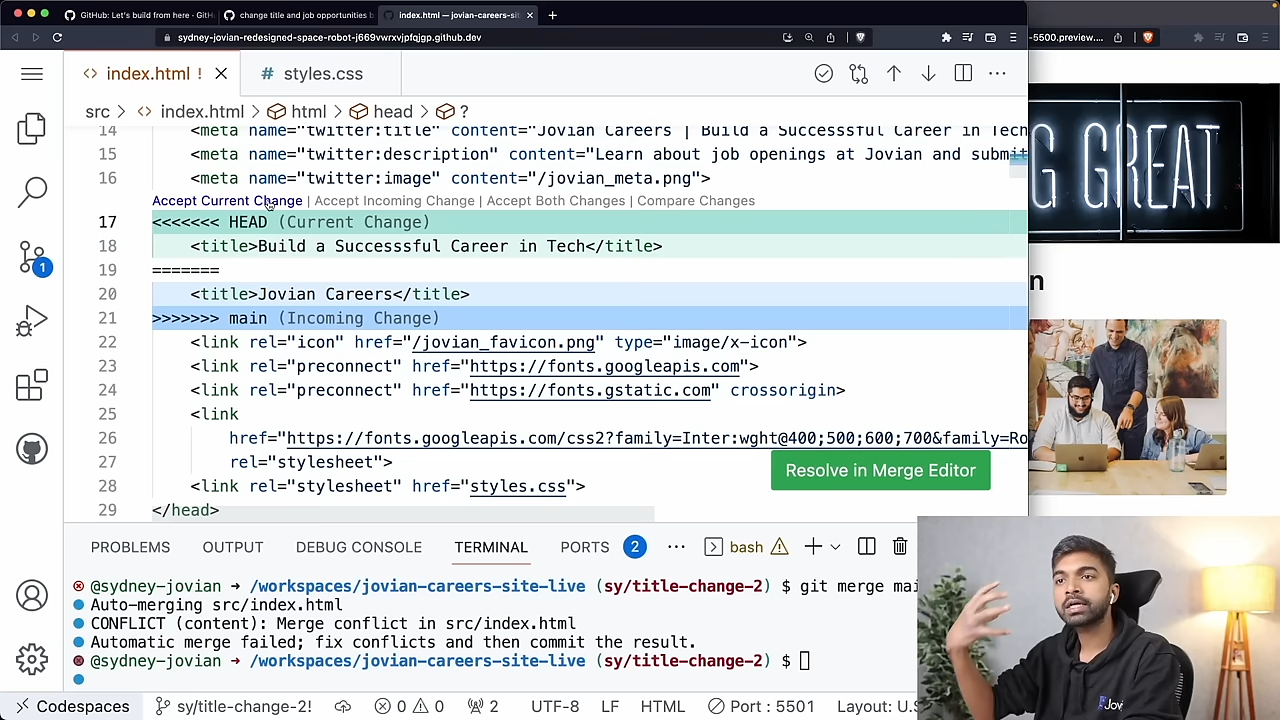 GitHub: Let's build from here · GitH
change title and job opportunities b
index.html — jovian-careers-sit
sydney-jovian-redesigned-space-robot-j669vwrxvjpfqjgp.github.dev
-5500.preview....
index.html !
# styles.css
src > index.html > html > head > ?
14 <meta name="twitter:title" content="Jovian Careers | Build a Successsful Career in Tech
15 <meta name="twitter:description" content="Learn about job openings at Jovian and submit
16 <meta name="twitter:image" content="/jovian_meta.png">
Accept Current Change | Accept Incoming Change | Accept Both Changes | Compare Changes
17 <<<<<<< HEAD (Current Change)
18 <title>Build a Successsful Career in Tech</title>
19 =======
20 <title>Jovian Careers</title>
21 >>>>>>> main (Incoming Change)
22 <link rel="icon" href="/jovian_favicon.png" type="image/x-icon">
23 <link rel="preconnect" href="https://fonts.googleapis.com">
24 <link rel="preconnect" href="https://fonts.gstatic.com" crossorigin>
25 <link
26 href="https://fonts.googleapis.com/css2?family=Inter:wght@400;500;600;700&family=Ro
27 rel="stylesheet">
28 <link rel="stylesheet" href="styles.css">
29 </head>
Resolve in Merge Editor
G GREAT
n
1
PROBLEMS OUTPUT DEBUG CONSOLE TERMINAL PORTS 2 ... bash
@sydney-jovian → /workspaces/jovian-careers-site-live (sy/title-change-2) $ git merge mai
Auto-merging src/index.html
CONFLICT (content): Merge conflict in src/index.html
Automatic merge failed; fix conflicts and then commit the result.
@sydney-jovian → /workspaces/jovian-careers-site-live (sy/title-change-2) $
Jovi
Codespaces sy/title-change-2! 0 0 2 UTF-8 LF HTML Port : 5501 Layout: U.S